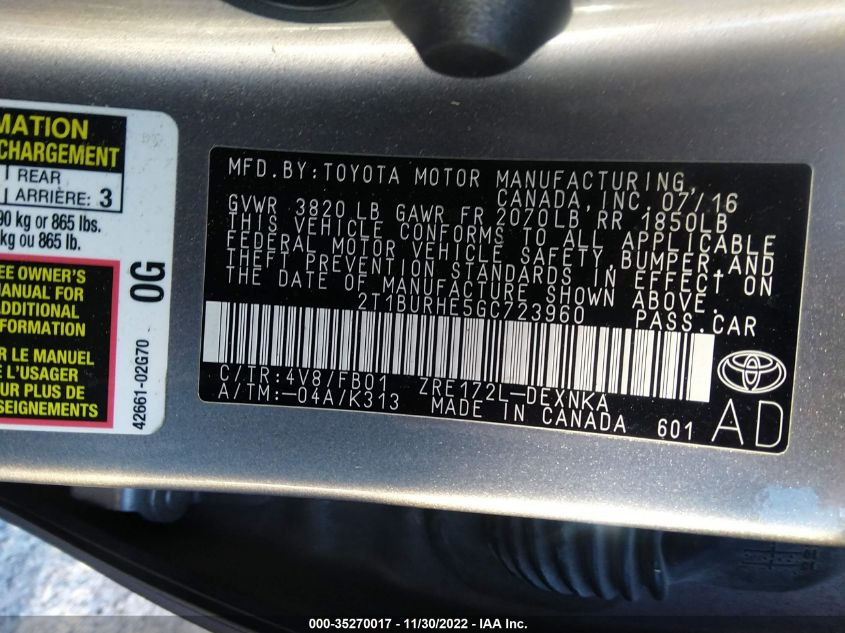 MATION
CHARGEMENT
REAR
ARRIÈRE: 3
90 kg or 865 lbs.
kg ou 865 lb.
EE OWNER'S
MANUAL FOR
ADDITIONAL
FORMATION
R LE MANUEL
E L'USAGER
UR PLUS DE
SEIGNEMENTS
0G
42661-02G70
MFD.BY:TOYOTA MOTOR MANUFACTURING,
CANADA, INC. 07/16
GVWR 3820 LB GAWR FR 2070LB RR 1850LB
THIS VEHICLE CONFORMS TO ALL APPLICABLE
FEDERAL MOTOR VEHICLE SAFETY, BUMPER, AND
THEFT PREVENTION STANDARDS IN EFFECT ON
THE DATE OF MANUFACTURE SHOWN ABOVE.
2T1BURHE5GC723960 PASS.CAR
C/TR:4V8/FB01 ZRE172L-DEXNKA
A/TM:-04A/K313 MADE IN CANADA 601
AD
000-35270017 - 11/30/2022 - IAA Inc.